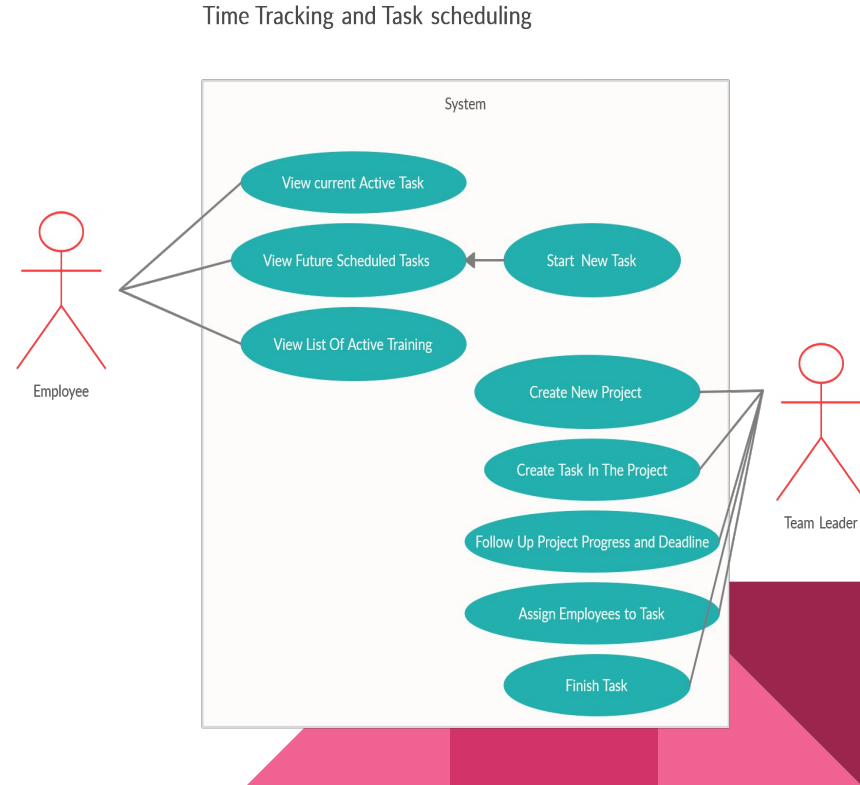 Time Tracking and Task scheduling
System
View current Active Task
View Future Scheduled Tasks
Start New Task
View List Of Active Training
Employee
Create New Project
Create Task In The Project
Team Leader
Follow Up Project Progress and Deadline
Assign Employees to Task
Finish Task